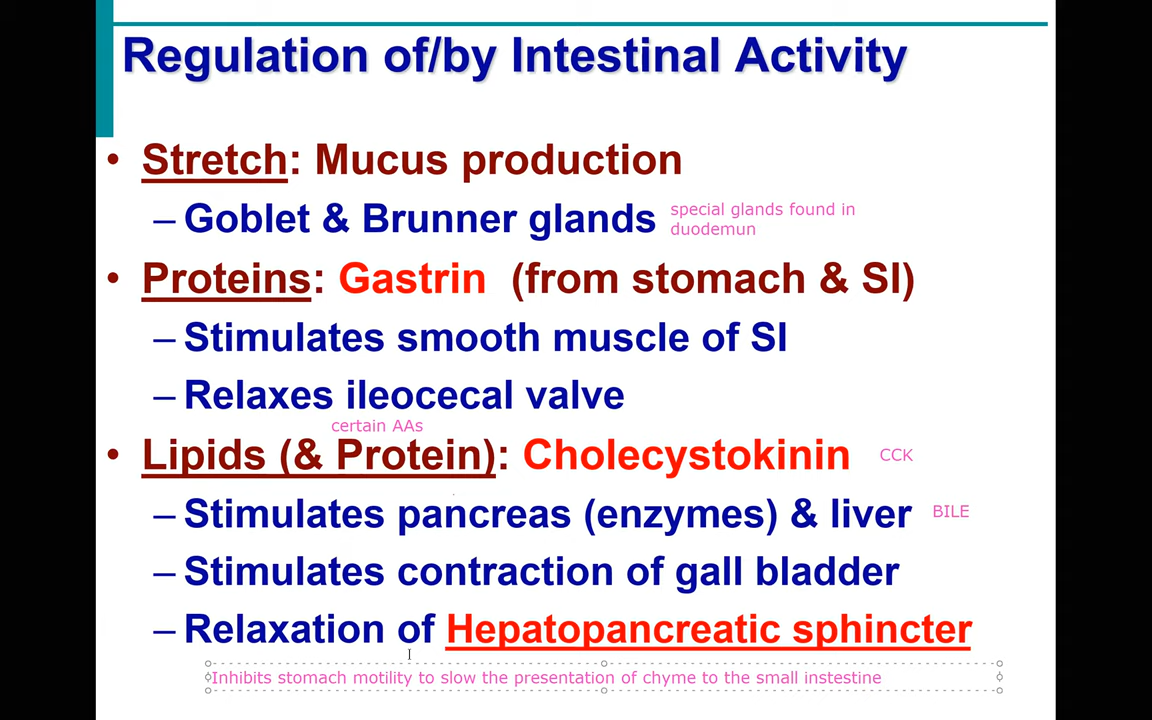 Regulation of/by Intestinal Activity
• Stretch: Mucus production
– Goblet & Brunner glands special glands found in
duodemun
• Proteins: Gastrin (from stomach & SI)
– Stimulates smooth muscle of SI
– Relaxes ileocecal valve
certain AAs
• Lipids (& Protein): Cholecystokinin CCK
– Stimulates pancreas (enzymes) & liver BILE
– Stimulates contraction of gall bladder
– Relaxation of Hepatopancreatic sphincter
Inhibits stomach motility to slow the presentation of chyme to the small instestine